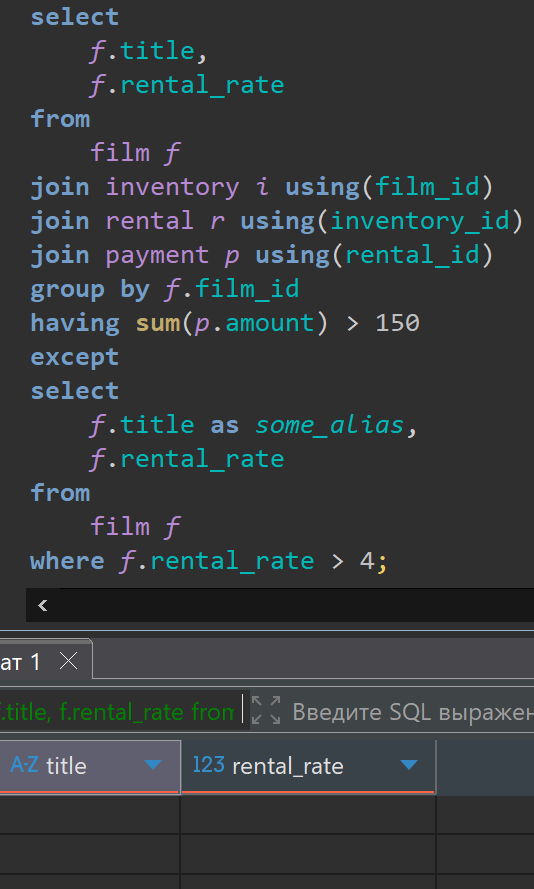 select
f.title,
f.rental_rate
from
film f
join inventory i using(film_id)
join rental r using(inventory_id)
join payment p using(rental_id)
group by f.film_id
having sum(p.amount) > 150
except
select
f.title as some_alias,
f.rental_rate
from
film f
where f.rental_rate > 4;
<
ат 1
f.title, f.rental_rate from Введите SQL выражен
A-Z title 123 rental_rate